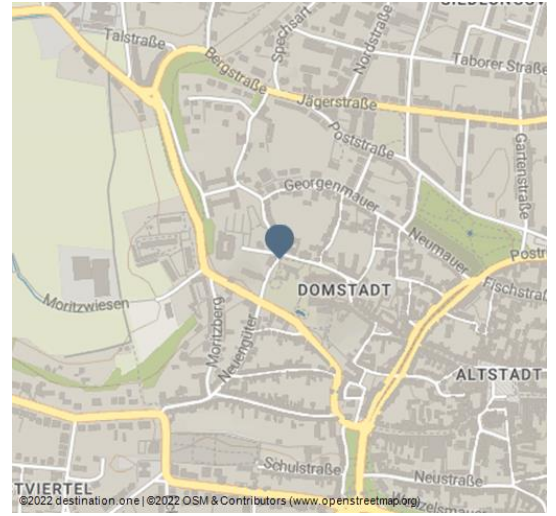 Talstraße
Bergstraße
Spechsart
Nordstraße
Taborer Straße
Jägerstraße
Poststraße
Gartenstraße
Georgenmauer
Neumauer
Postr
Fischstraße
Moritzwiesen
DOMSTADT
Moritzberg
Neuengüter
ALTSTADT
Schulstraße
Neustraße
TVIERTEL
©2022 destination.one | ©2022 OSM & Contributors (www.openstreetmap.org)